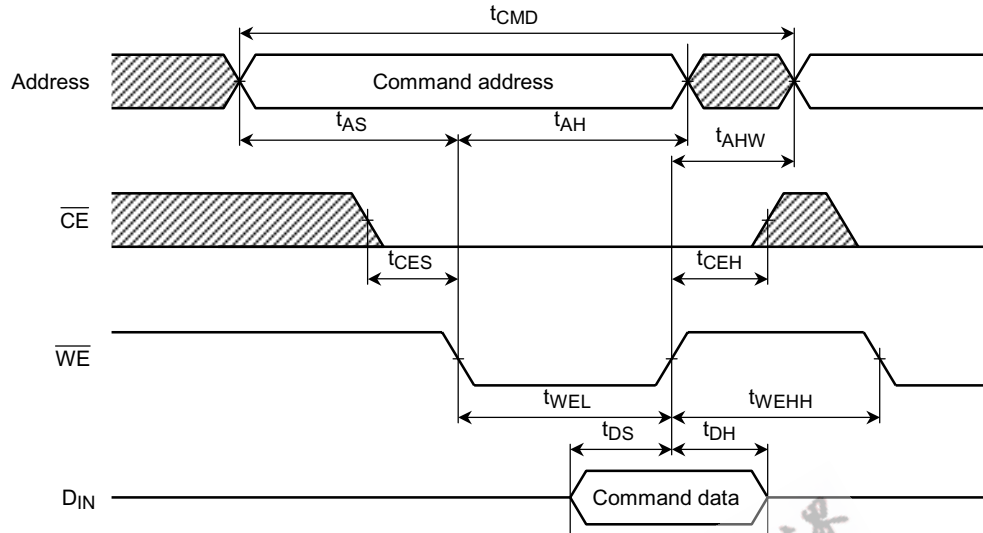 tCMD
Address
Command address
tAS
tAH
tAHW
CE
tCES
tCEH
WE
tWEL
tWEHH
tDS
tDH
DIN
Command data